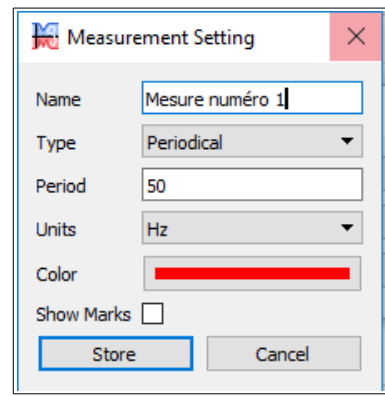 Measurement Setting
Name Mesure numéro 1
Type Periodical
Period 50
Units Hz
Color
Show Marks
Store Cancel